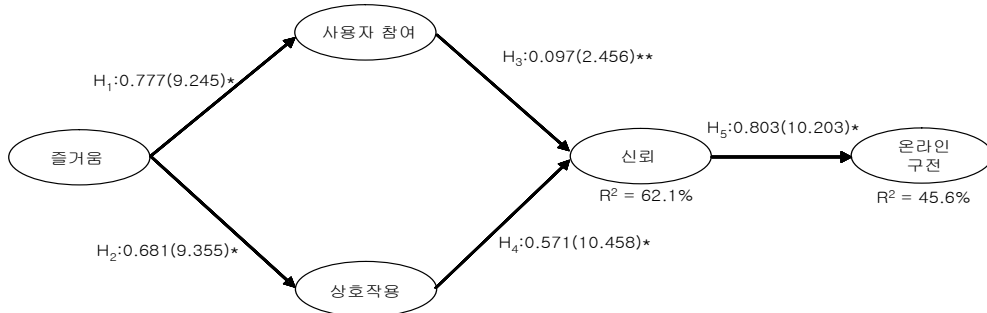 사용자 참여
H₁:0.777(9.245)*
H₃:0.097(2.456)**
즐거움
신뢰
H₅:0.803(10.203)*
온라인
구전
R² = 62.1%
R² = 45.6%
H₂:0.681(9.355)*
H₄:0.571(10.458)*
상호작용